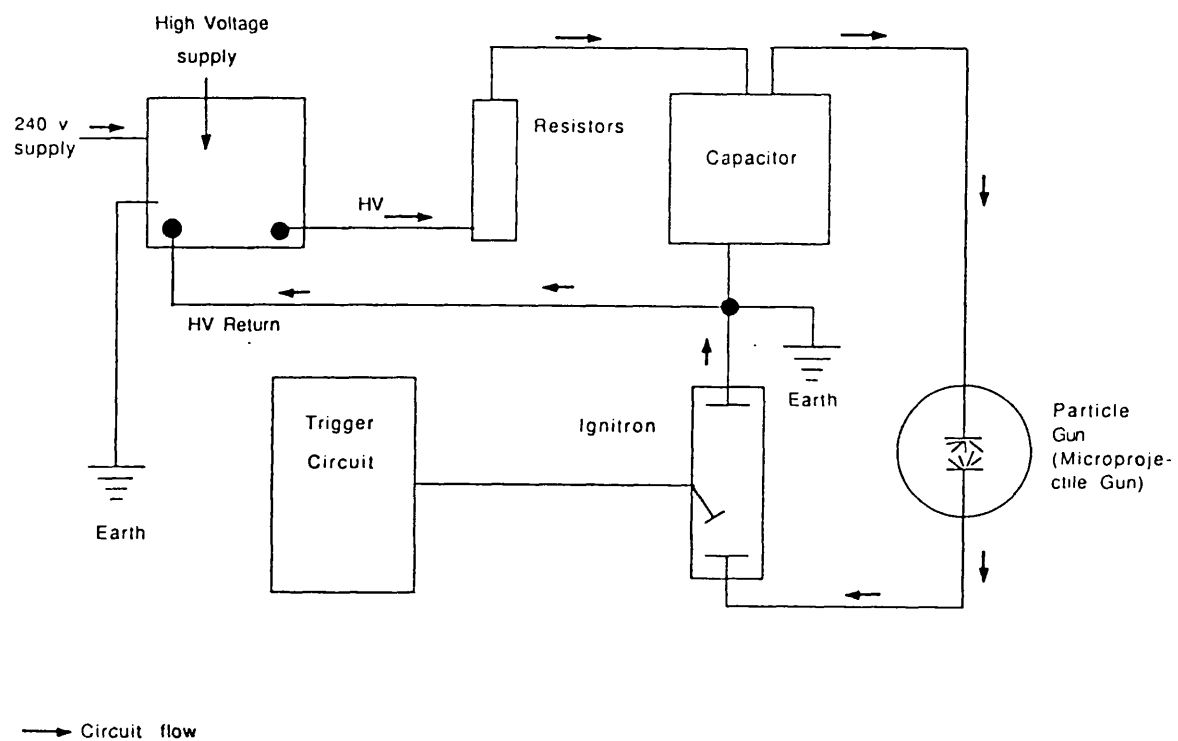 High Voltage
supply
240 v
supply
Resistors
Capacitor
HV
HV Return
Earth
Trigger
Circuit
Ignitron
Earth
Particle
Gun
(Microproje-
ctile Gun)
Circuit flow